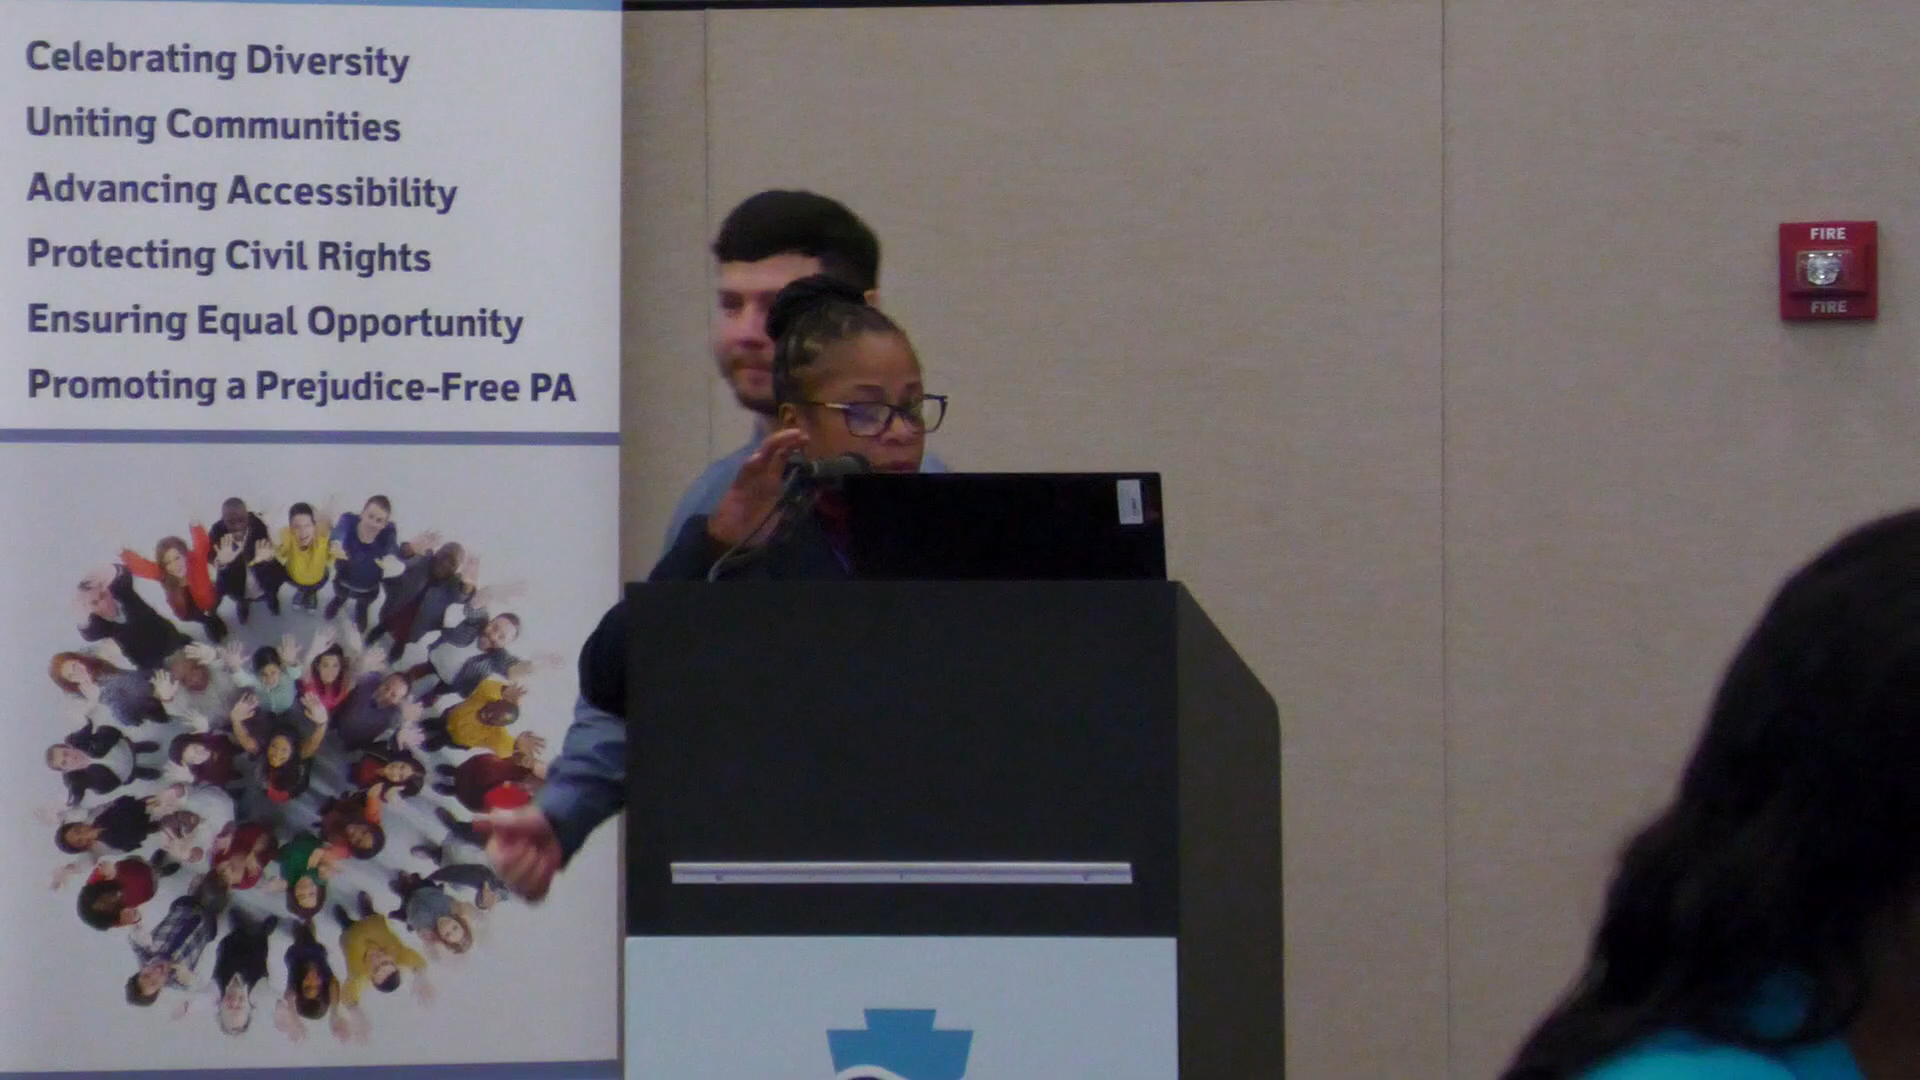 Celebrating Diversity
Uniting Communities
Advancing Accessibility
Protecting Civil Rights
Ensuring Equal Opportunity
Promoting a Prejudice-Free PA
FIRE
FIRE